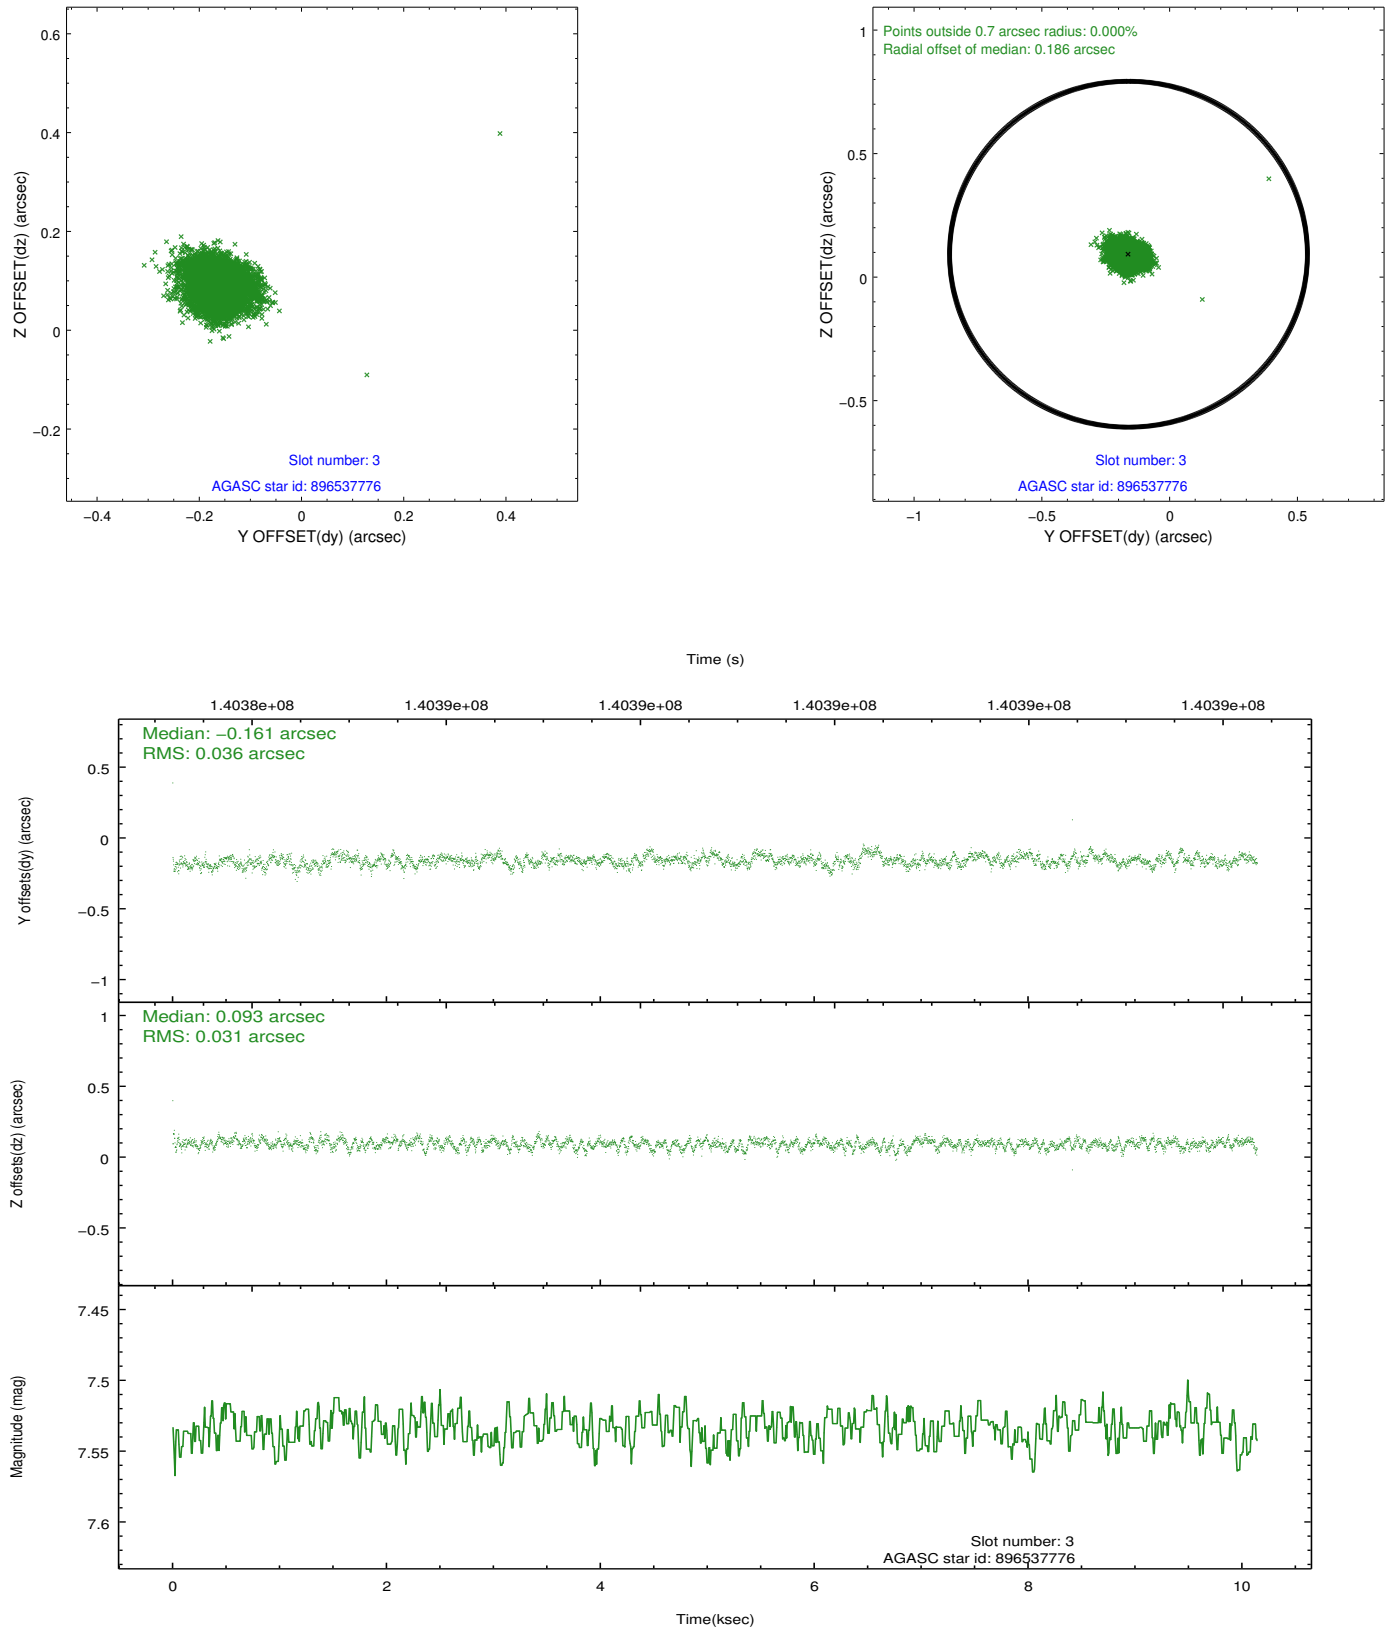 0.6
0.4
0.2
0
−0.2
Z OFFSET(dz) (arcsec)
Slot number: 3
AGASC star id: 896537776
−0.4 −0.2 0 0.2 0.4
Y OFFSET(dy) (arcsec)
Points outside 0.7 arcsec radius: 0.000%
Radial offset of median: 0.186 arcsec
1
0.5
0
−0.5
Z OFFSET(dz) (arcsec)
Slot number: 3
AGASC star id: 896537776
−1 −0.5 0 0.5
Y OFFSET(dy) (arcsec)
Time (s)
1.4038e+08 1.4039e+08 1.4039e+08 1.4039e+08 1.4039e+08 1.4039e+08
Median: −0.161 arcsec
RMS: 0.036 arcsec
0.5
0
−0.5
−1
Y offsets(dy) (arcsec)
Median: 0.093 arcsec
RMS: 0.031 arcsec
1
0.5
0
−0.5
Z offsets(dz) (arcsec)
7.45
7.5
7.55
7.6
Magnitude (mag)
Slot number: 3
AGASC star id: 896537776
0 2 4 6 8 10
Time(ksec)